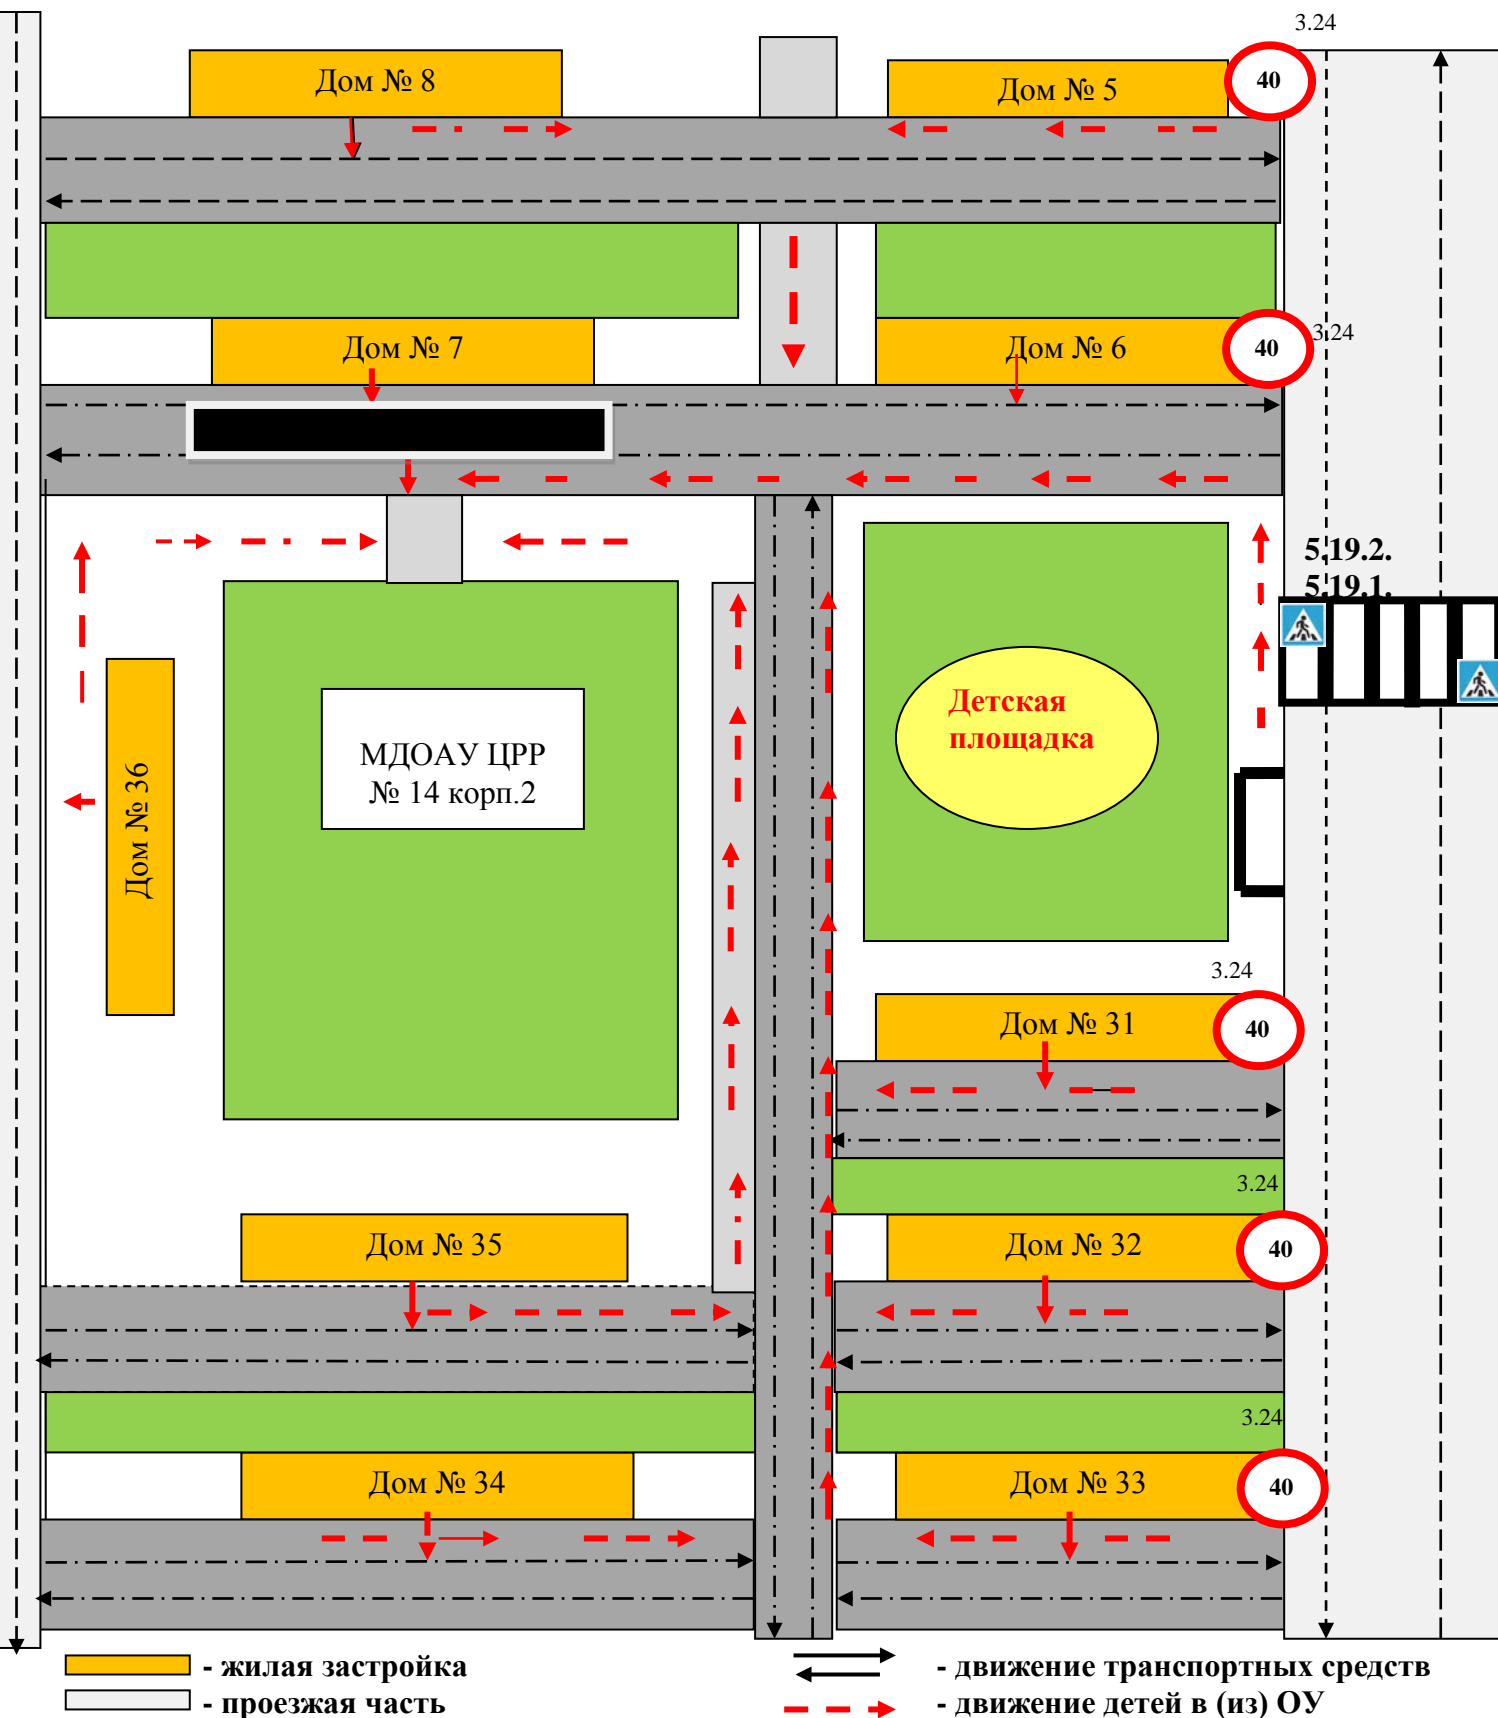 3.24
Дом № 8
Дом № 5
40
Дом № 7
Дом № 6
40
3.24
5.19.2.
5.19.1.
Детская
площадка
МДОАУ ЦРР
№ 14 корп.2
Дом № 36
3.24
Дом № 31
40
3.24
Дом № 35
Дом № 32
40
3.24
Дом № 34
Дом № 33
40
- жилая застройка
- движение транспортных средств
- проезжая часть
- движение детей в (из) ОУ